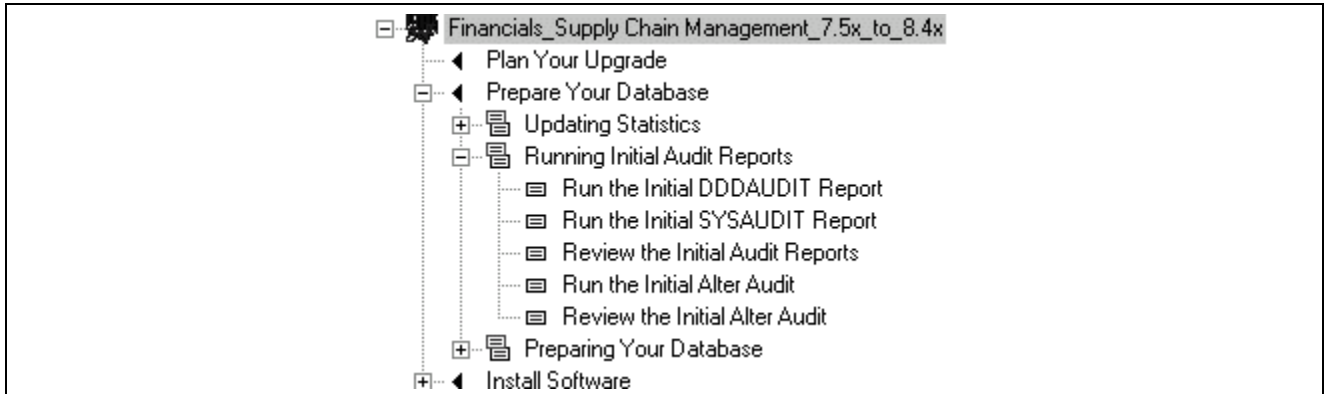 Financials_Supply Chain Management_7.5x_to_8.4x
Plan Your Upgrade
Prepare Your Database
Updating Statistics
Running Initial Audit Reports
Run the Initial DDDAUDIT Report
Run the Initial SYSAUDIT Report
Review the Initial Audit Reports
Run the Initial Alter Audit
Review the Initial Alter Audit
Preparing Your Database
Install Software